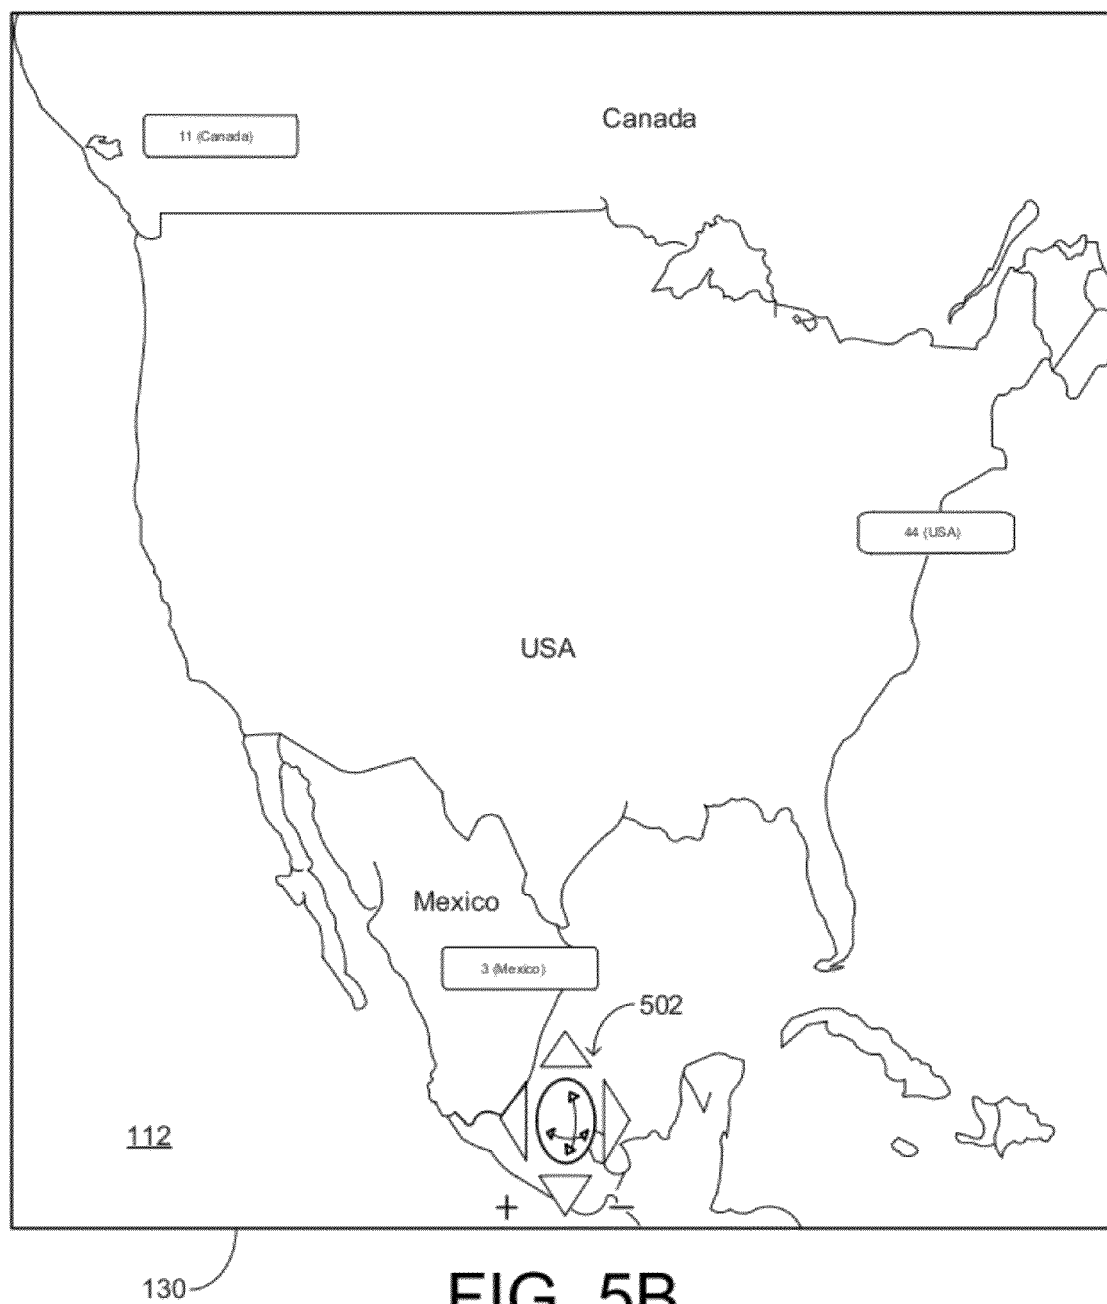 Canada
11 (Canada)
44 (USA)
USA
Mexico
3 (Mexico)
502
112
+ –
130
FIG. 5B